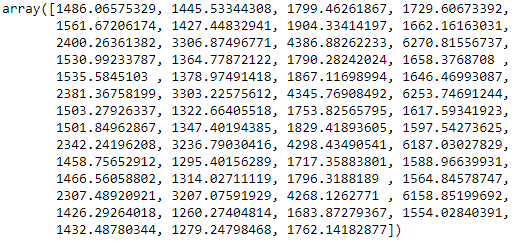 array([1486.06575329, 1445.53344308, 1799.46261867, 1729.60673392,
1561.67206174, 1427.44832941, 1904.33414197, 1662.16163031,
2400.26361382, 3306.87496771, 4386.88262233, 6270.81556737,
1530.99233787, 1364.77872122, 1790.28242024, 1658.3768708 ,
1535.5845103 , 1378.97491418, 1867.11698994, 1646.46993087,
2381.36758199, 3303.22575612, 4345.76908492, 6253.74691244,
1503.27926337, 1322.66405518, 1753.82565795, 1617.59341923,
1501.84962867, 1347.40194385, 1829.41893605, 1597.54273625,
2342.24196208, 3236.79030416, 4298.43490541, 6187.03027829,
1458.75652912, 1295.40156289, 1717.35883801, 1588.96639931,
1466.56058802, 1314.02711119, 1796.3188189 , 1564.84578747,
2307.48920921, 3207.07591929, 4268.1262771 , 6158.85199692,
1426.29264018, 1260.27404814, 1683.87279367, 1554.02840391,
1432.48780344, 1279.24798468, 1762.14182877])